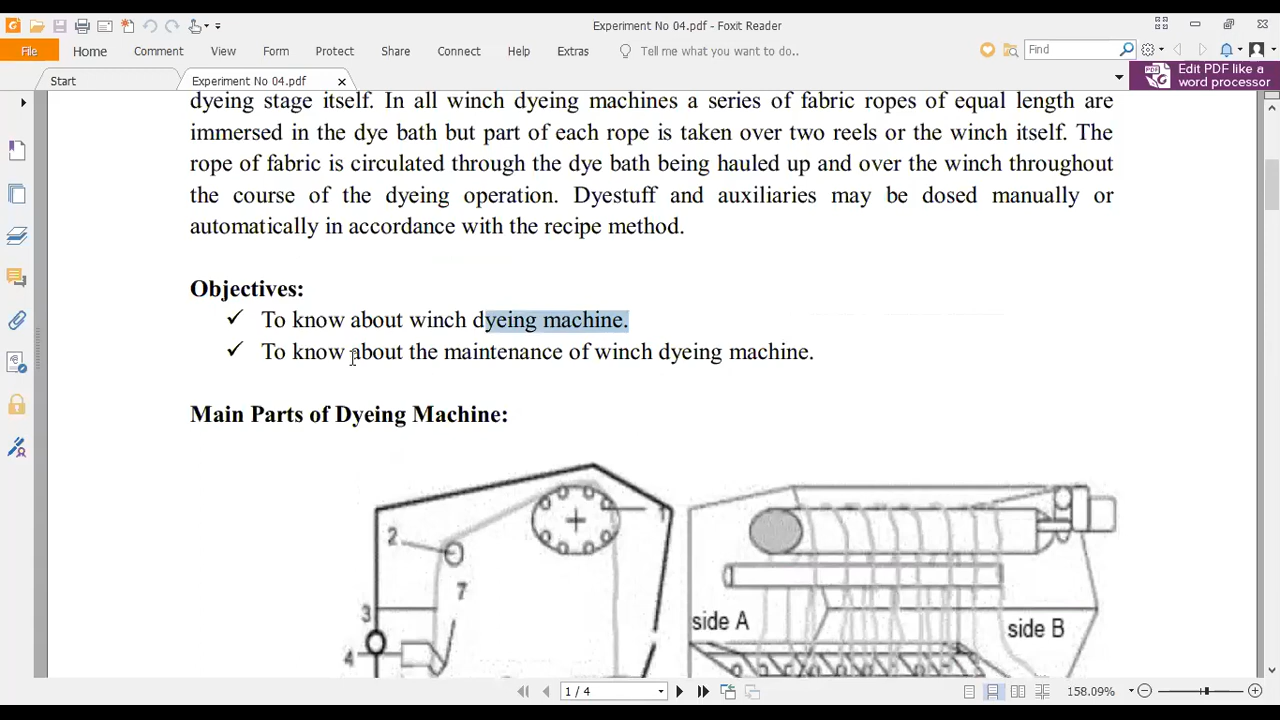 Experiment No 04.pdf - Foxit Reader
File Home Comment View Form Protect Share Connect Help Extras Tell me what you want to do.. Find
Start Experiment No 04.pdf
Edit PDF like a
word processor
dyeing stage itself. In all winch dyeing machines a series of fabric ropes of equal length are
immersed in the dye bath but part of each rope is taken over two reels or the winch itself. The
rope of fabric is circulated through the dye bath being hauled up and over the winch throughout
the course of the dyeing operation. Dyestuff and auxiliaries may be dosed manually or
automatically in accordance with the recipe method.
Objectives:
✓ To know about winch dyeing machine.
✓ To know about the maintenance of winch dyeing machine.
Main Parts of Dyeing Machine:
1
2
7
3
4
side A
side B
1 / 4
158.09%